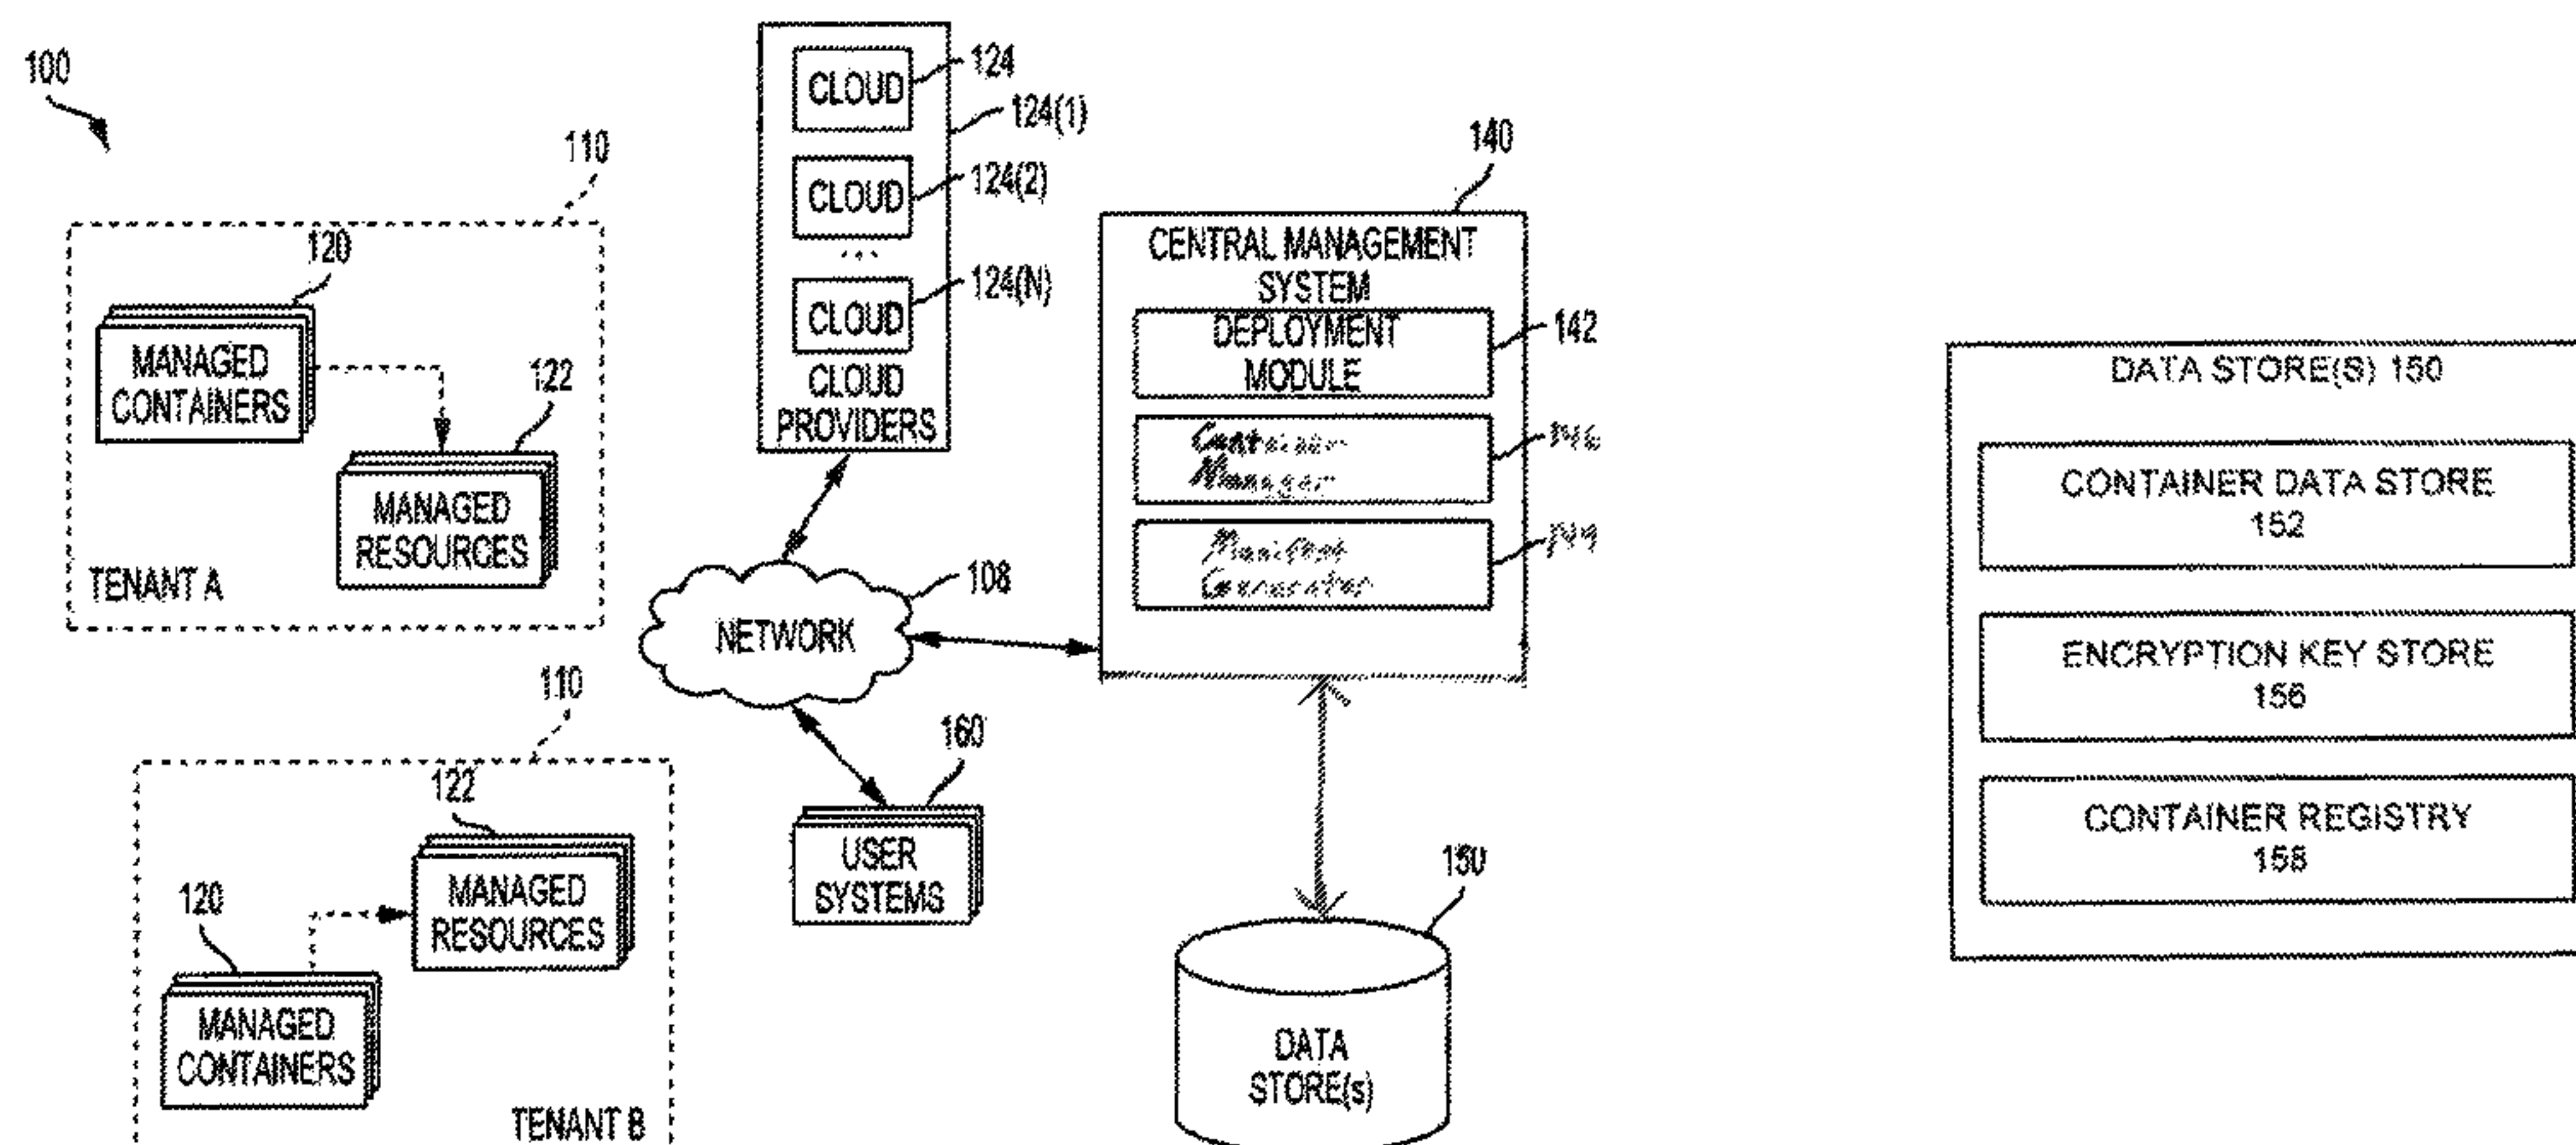 100
110
120
MANAGED
CONTAINERS
122
MANAGED
RESOURCES
TENANT A
110
122
MANAGED
RESOURCES
120
MANAGED
CONTAINERS
TENANT B
CLOUD
124
124(1)
CLOUD
124(2)
...
CLOUD
124(N)
CLOUD
PROVIDERS
NETWORK
108
160
USER
SYSTEMS
140
CENTRAL MANAGEMENT
SYSTEM
DEPLOYMENT
MODULE
142
Container
Manager
146
Manifest
Generator
150
DATA
STORE(s)
DATA STORE(S) 150
CONTAINER DATA STORE
152
ENCRYPTION KEY STORE
156
CONTAINER REGISTRY
158